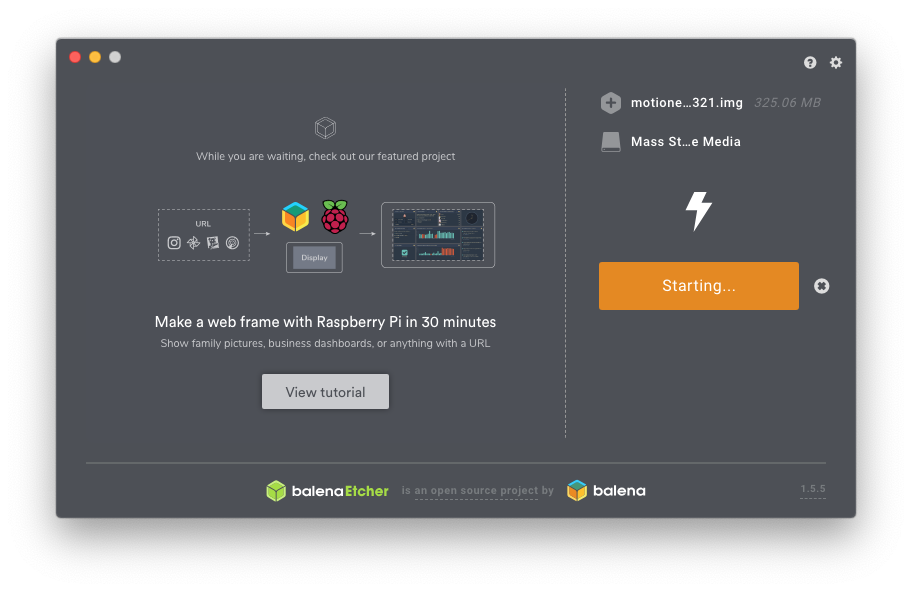 motione...321.img 325.06 MB
Mass St...e Media
While you are waiting, check out our featured project
URL
Display
Starting...
Make a web frame with Raspberry Pi in 30 minutes
Show family pictures, business dashboards, or anything with a URL
View tutorial
balenaEtcher is an open source project by balena
1.5.5